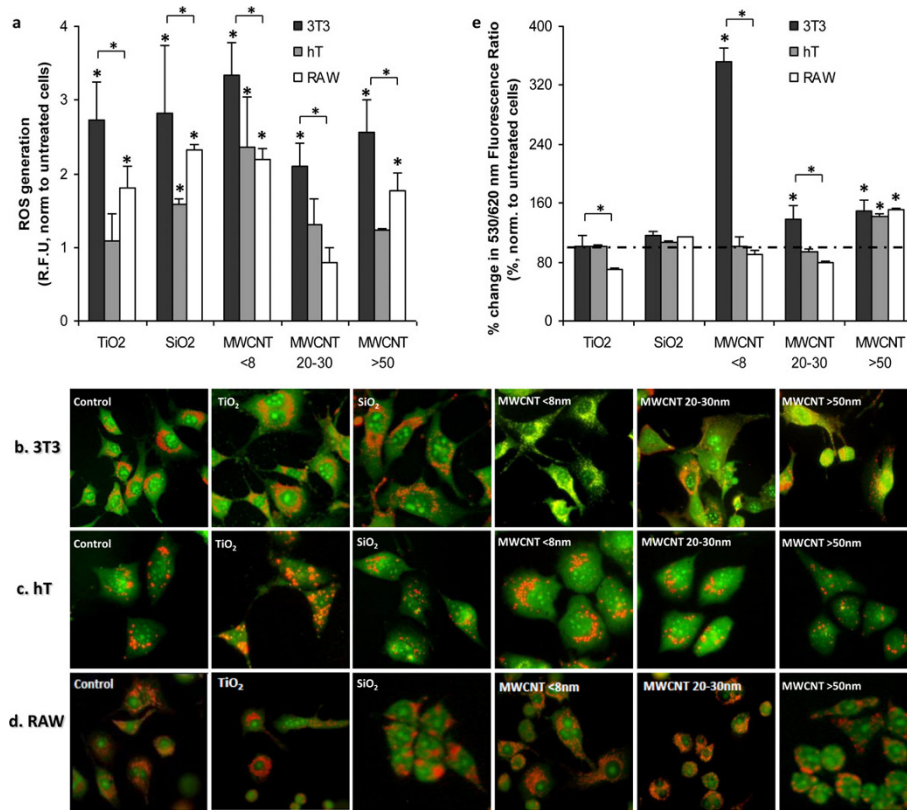 a
ROS generation
(R.F.U, norm to untreated cells)
4
3
2
1
0
3T3
hT
RAW
* * * *
* * * * *
* * * *
* *
TiO2 SiO2 MWCNT MWCNT MWCNT
<8 20-30 >50
e
% change in 530/620 nm Fluorescence Ratio
(%, norm. to untreated cells)
400
360
320
240
160
80
0
3T3
hT
RAW
TiO2 SiO2 MWCNT MWCNT MWCNT
<8 20-30 >50
b. 3T3
Control TiO₂ SiO₂ MWCNT <8nm MWCNT 20-30nm MWCNT >50nm
c. hT
Control TiO₂ SiO₂ MWCNT <8nm MWCNT 20-30nm MWCNT >50nm
d. RAW
Control TiO₂ SiO₂ MWCNT <8nm MWCNT 20-30nm MWCNT >50nm